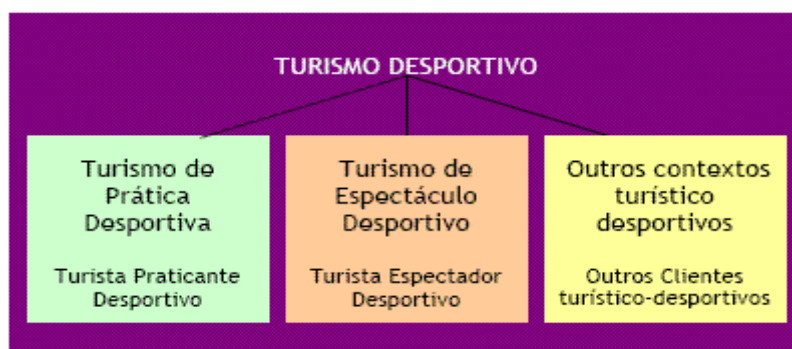 TURISMO DESPORTIVO
Turismo de
Prática
Desportiva
Turista Praticante
Desportivo
Turismo de
Espectáculo
Desportivo
Turista Espectador
Desportivo
Outros contextos
turístico
desportivos
Outros Clientes
turístico-desportivos